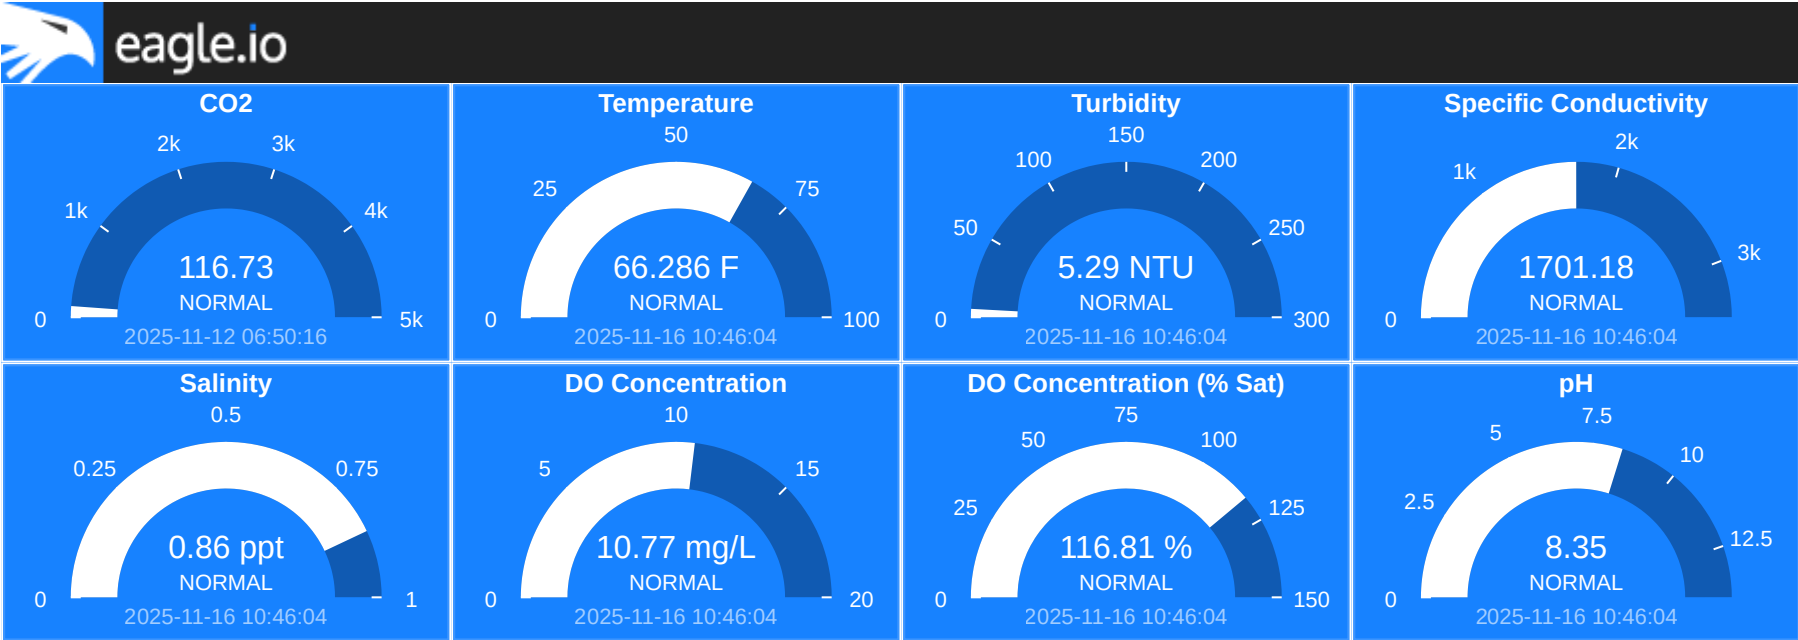 eagle.io
CO2
0
1k
2k
3k
4k
5k
116.73
NORMAL
2025-11-12 06:50:16
Temperature
0
25
50
75
100
66.286 F
NORMAL
2025-11-16 10:46:04
Turbidity
0
50
100
150
200
250
300
5.29 NTU
NORMAL
2025-11-16 10:46:04
Specific Conductivity
0
1k
2k
3k
1701.18
NORMAL
2025-11-16 10:46:04
Salinity
0
0.25
0.5
0.75
1
0.86 ppt
NORMAL
2025-11-16 10:46:04
DO Concentration
0
5
10
15
20
10.77 mg/L
NORMAL
2025-11-16 10:46:04
DO Concentration (% Sat)
0
25
50
75
100
125
150
116.81 %
NORMAL
2025-11-16 10:46:04
pH
0
2.5
5
7.5
10
12.5
8.35
NORMAL
2025-11-16 10:46:04